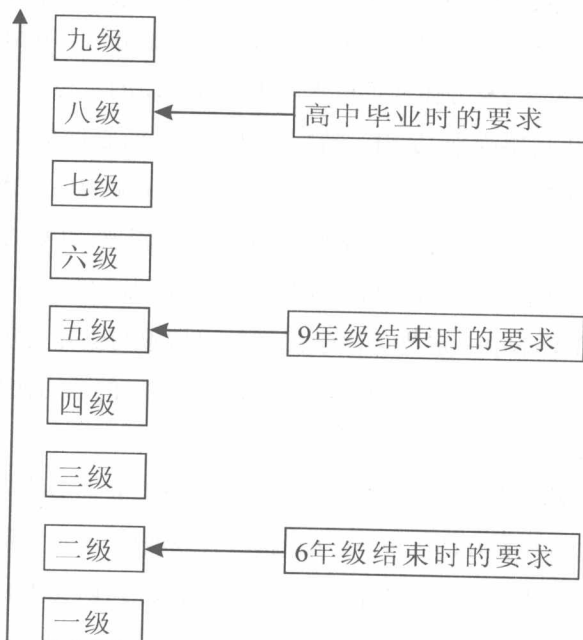 九级
八级
高中毕业时的要求
七级
六级
五级
9年级结束时的要求
四级
三级
二级
6年级结束时的要求
一级